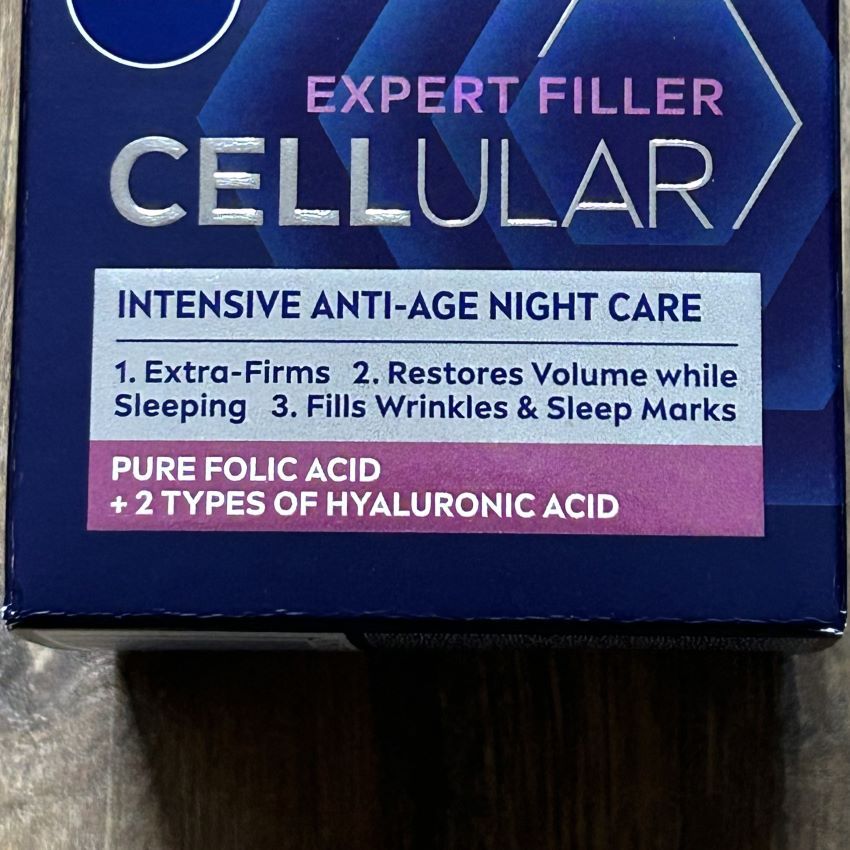 EXPERT FILLER
CELLULAR
INTENSIVE ANTI-AGE NIGHT CARE
1. Extra-Firms 2. Restores Volume while
Sleeping 3. Fills Wrinkles & Sleep Marks
PURE FOLIC ACID
+ 2 TYPES OF HYALURONIC ACID